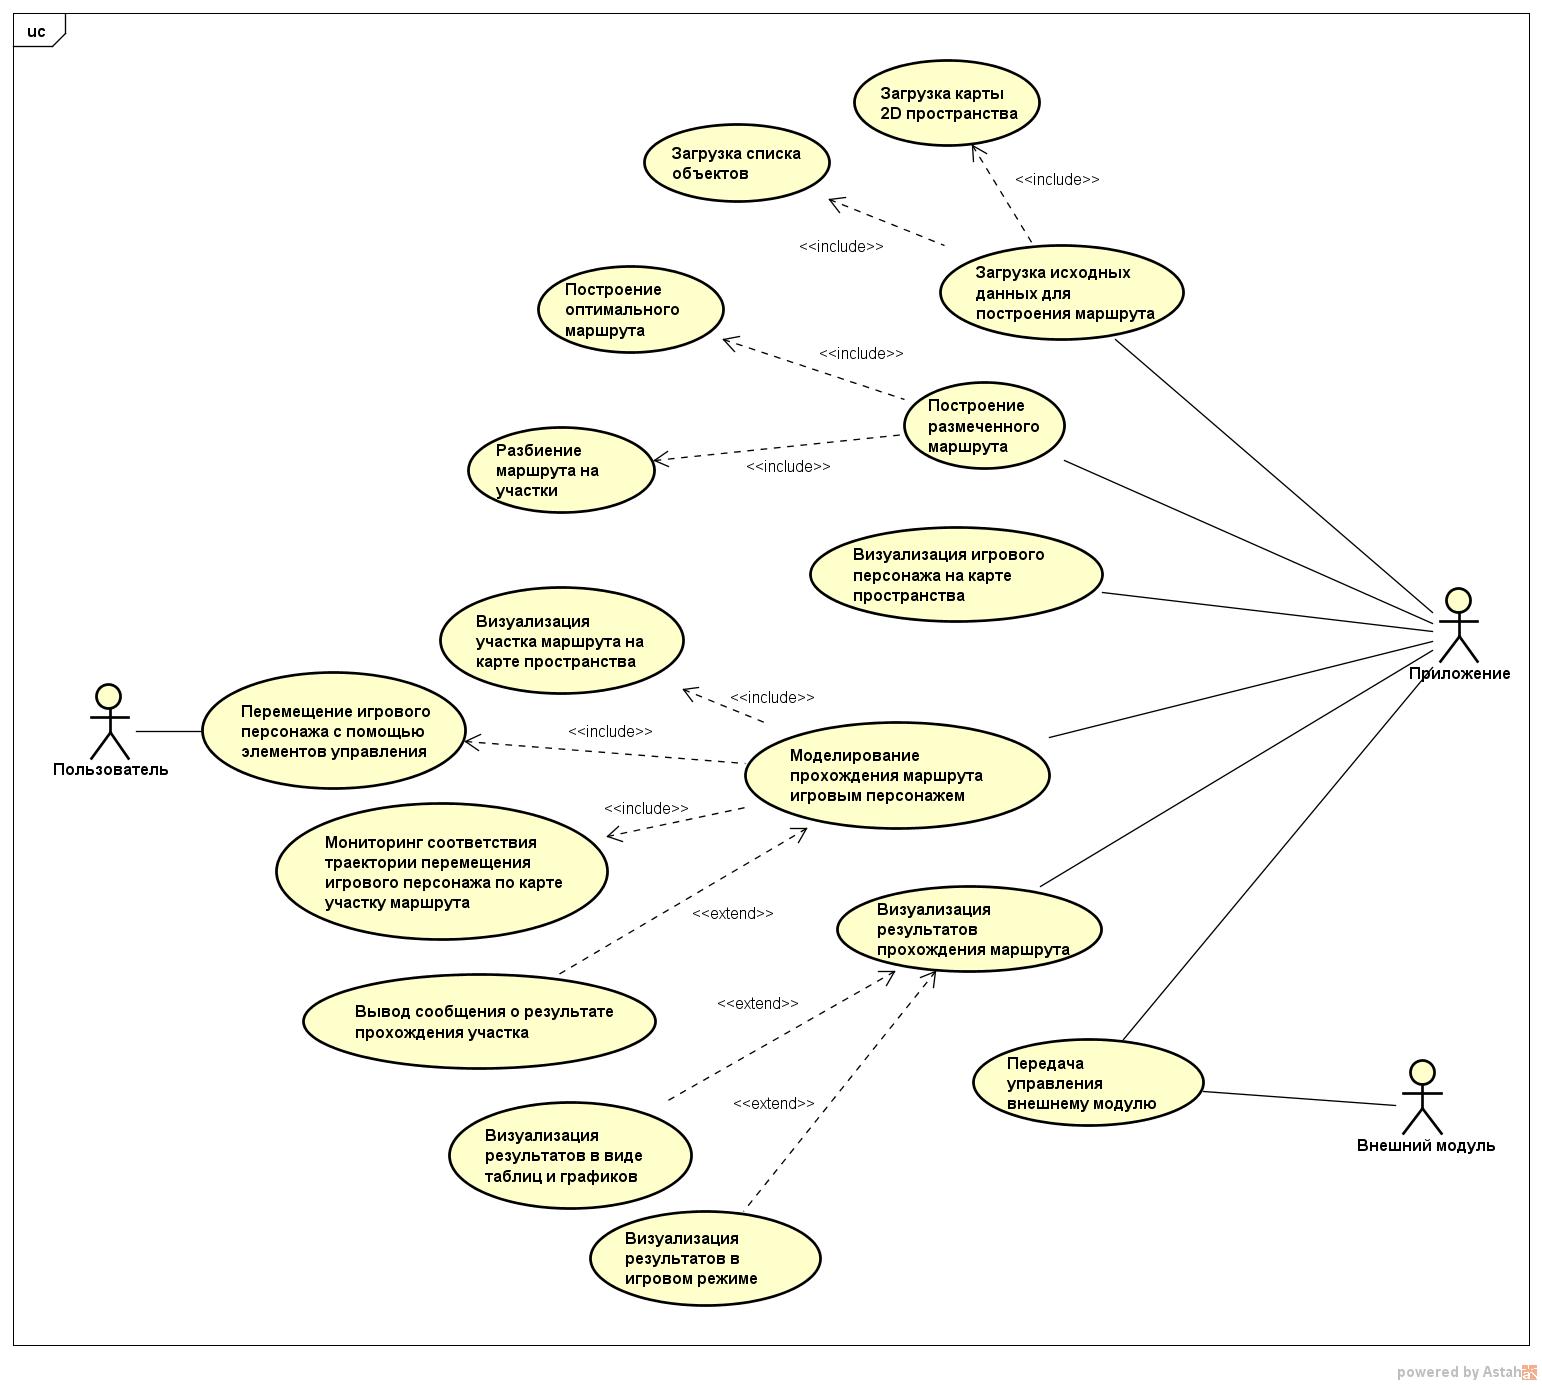 uc
Загрузка карты
2D пространства
Загрузка списка
объектов
<<include>>
<<include>>
Загрузка исходных
данных для
построения маршрута
Построение
оптимального
маршрута
<<include>>
Построение
размеченного
маршрута
Разбиение
маршрута на
участки
<<include>>
Визуализация игрового
персонажа на карте
пространства
Приложение
Визуализация
участка маршрута на
карте пространства
<<include>>
Перемещение игрового
персонажа с помощью
элементов управления
<<include>>
Пользователь
Моделирование
прохождения маршрута
игровым персонажем
<<include>>
Мониторинг соответствия
траектории перемещения
игрового персонажа по карте
участку маршрута
<<extend>>
Визуализация
результатов
прохождения маршрута
Вывод сообщения о результате
прохождения участка
<<extend>>
<<extend>>
Передача
управления
внешнему модулю
Внешний модуль
Визуализация
результатов в виде
таблиц и графиков
Визуализация
результатов в
игровом режиме
powered by Astah